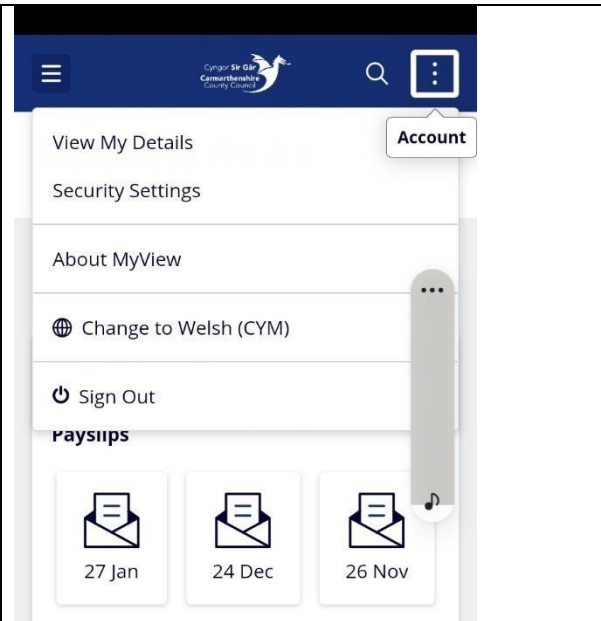 Cyngor Sir Gâr
Carmarthenshire
County Council
View My Details
Account
Security Settings
About MyView
Change to Welsh (CYM)
Sign Out
Payslips
27 Jan
24 Dec
26 Nov